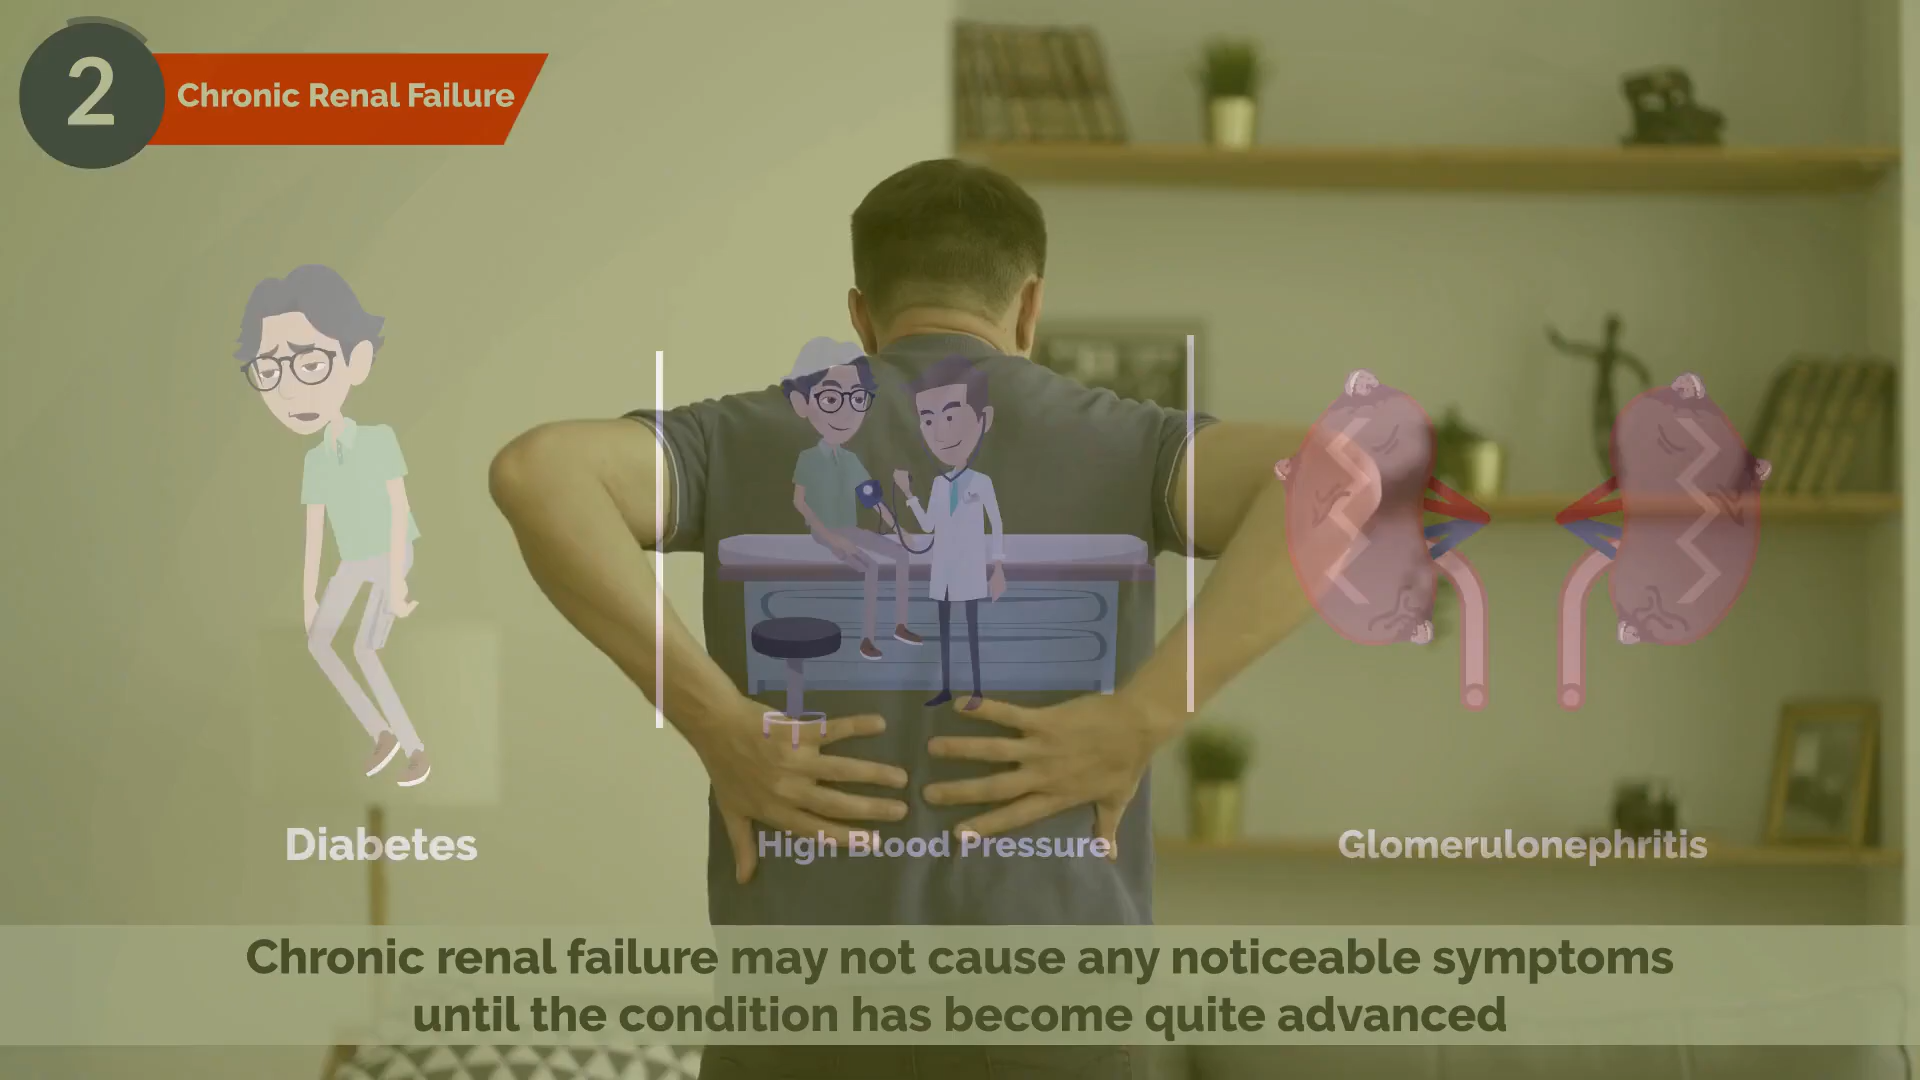 2
Chronic Renal Failure
Diabetes
High Blood Pressure
Glomerulonephritis
Chronic renal failure may not cause any noticeable symptoms
until the condition has become quite advanced